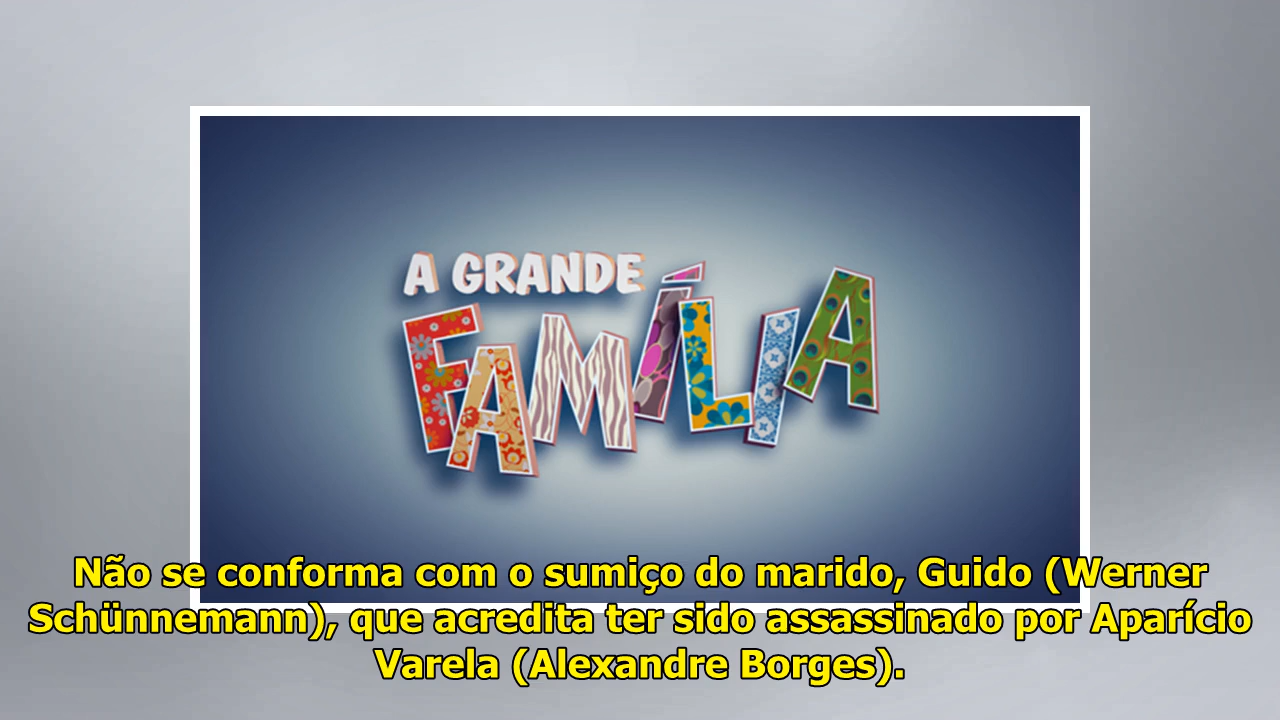 A GRANDE
FAMÍLIA
Não se conforma com o sumiço do marido, Guido (Werner
Schünnemann), que acredita ter sido assassinado por Aparício
Varela (Alexandre Borges).